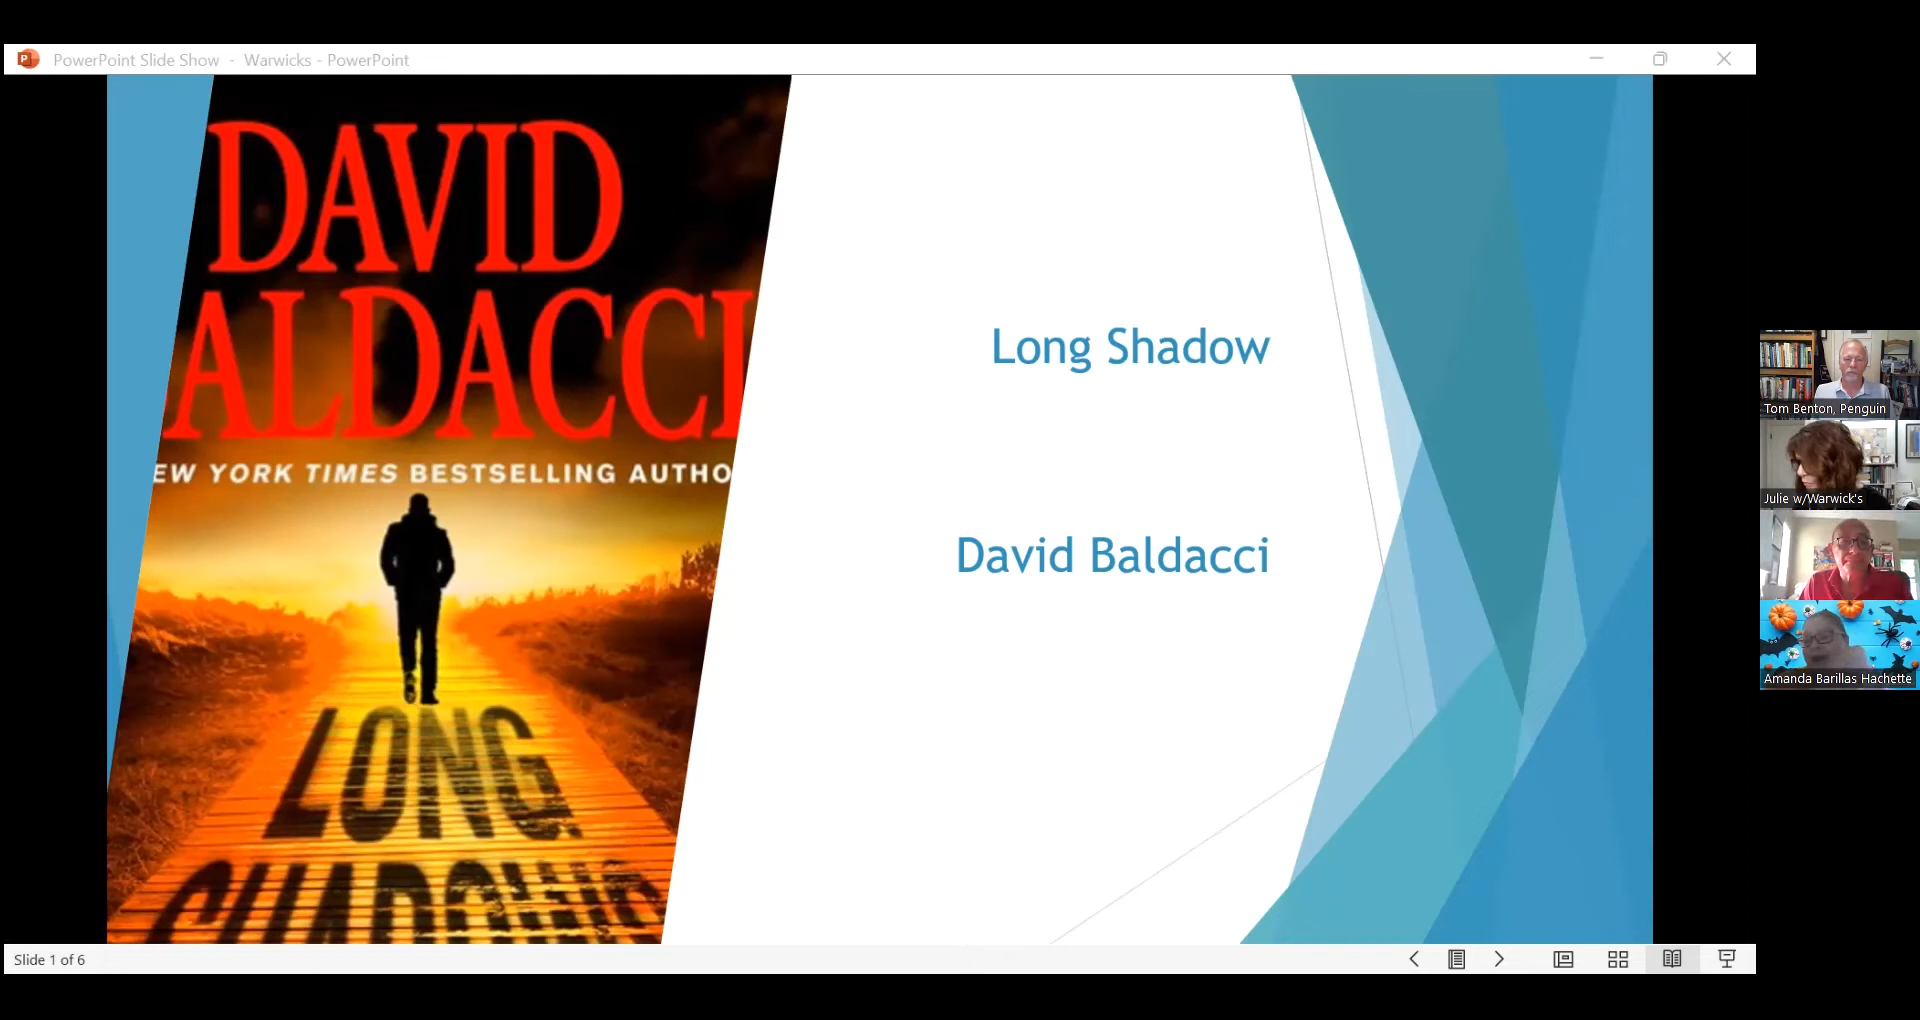 PowerPoint Slide Show - Warwicks - PowerPoint
DAVID
ALDACCI
EW YORK TIMES BESTSELLING AUTHO
LONG
SHADOWS
Long Shadow
David Baldacci
Tom Benton, Penguin
Julie w/Warwick's
Amanda Barillas Hachette
Slide 1 of 6